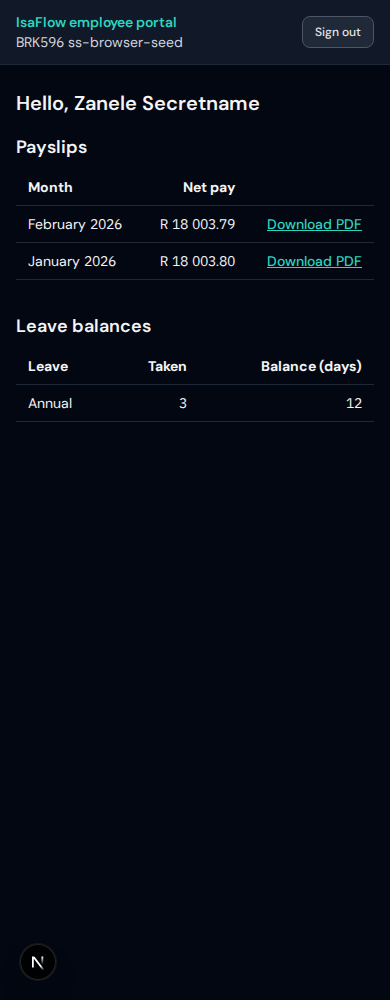 IsaFlow employee portal
BRK596 ss-browser-seed
Sign out
Hello, Zanele Secretname
Payslips
Month Net pay
February 2026 R 18 003.79 Download PDF
January 2026 R 18 003.80 Download PDF
Leave balances
Leave Taken Balance (days)
Annual 3 12
N